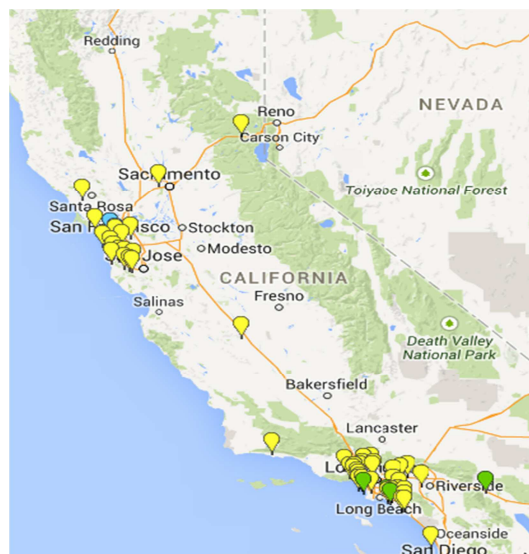 Redding
Reno
NEVADA
Carson City
Sacramento
Toiyabe National Forest
Santa Rosa
San Francisco
Stockton
Modesto
San Jose
CALIFORNIA
Fresno
Salinas
Death Valley
National Park
Bakersfield
Lancaster
Riverside
Long Beach
Oceanside
San Diego